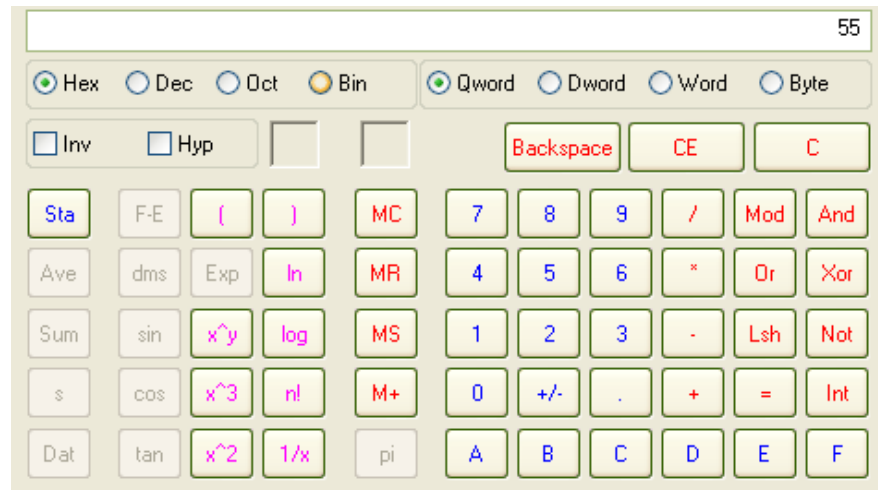 55
Hex Dec Oct Bin Qword Dword Word Byte
Inv Hyp Backspace CE C
Sta F-E ( ) MC 7 8 9 / Mod And
Ave dms Exp ln MR 4 5 6 * Or Xor
Sum sin x^y log MS 1 2 3 - Lsh Not
s cos x^3 n! M+ 0 +/- . + = Int
Dat tan x^2 1/x pi A B C D E F